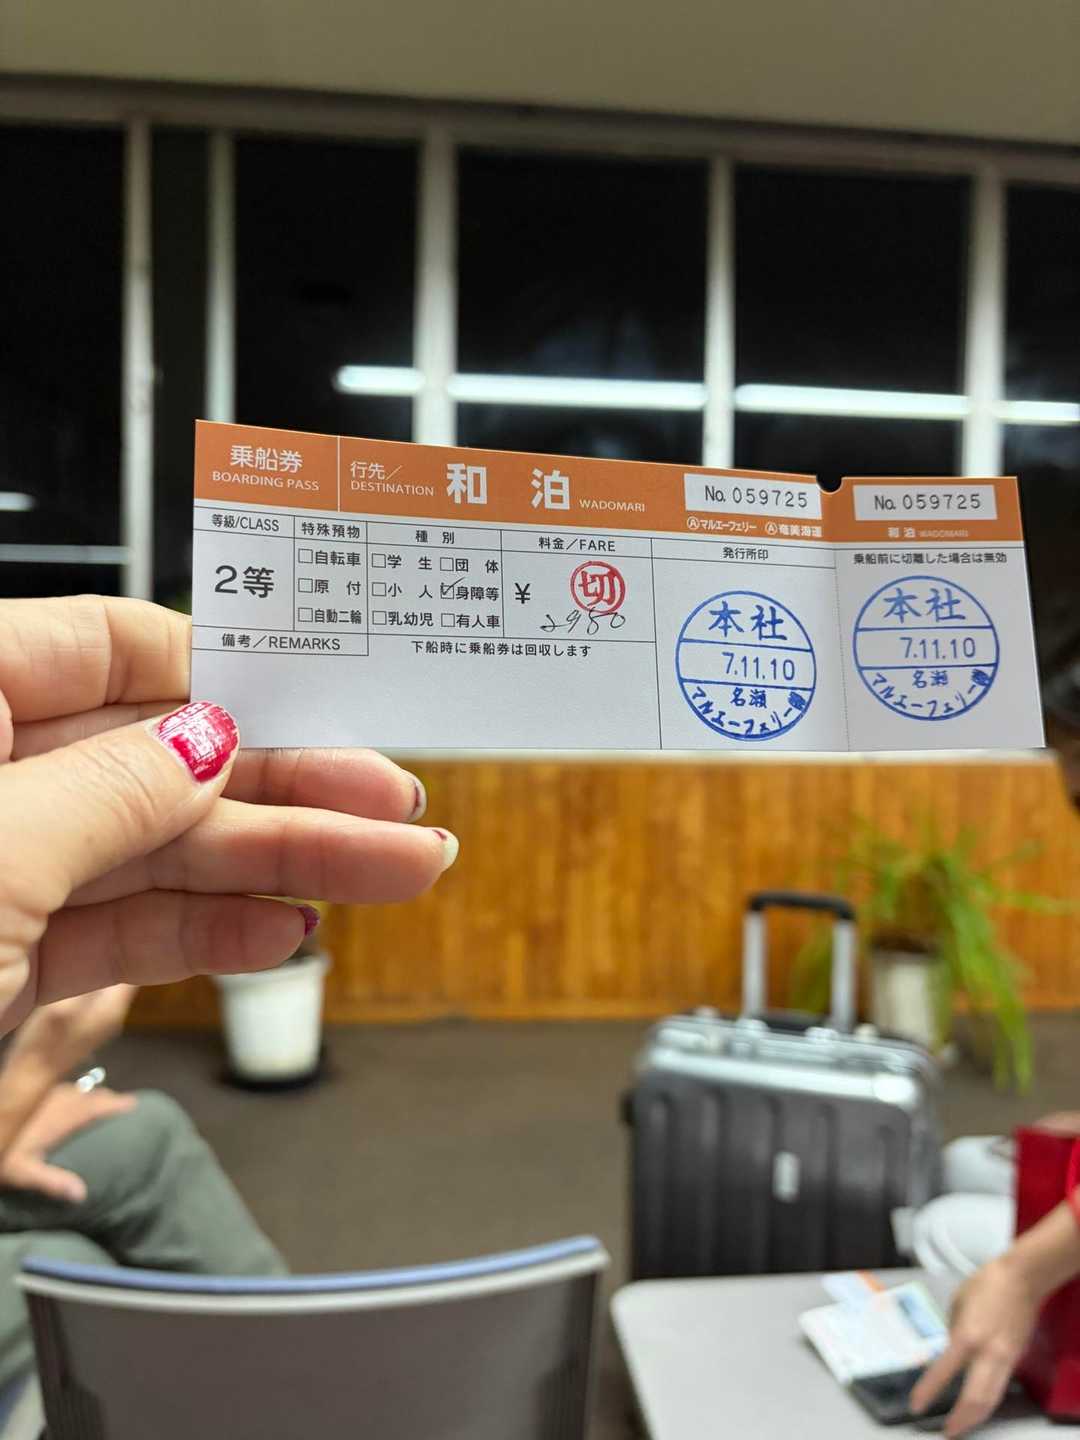 乗船券
BOARDING PASS
行先/
DESTINATION
和泊 WADOMARI
No. 059725
Ⓐマルエーフェリー Ⓐ奄美海運
等級/CLASS
2等
特殊預物
□自転車
□原付
□自動二輪
種別
□学生 □団体
□小人 ☑身障等
□乳幼児 □有人車
料金/FARE
¥
切
2980
発行所印
本社
7.11.10
名瀬
マルエーフェリー㈱
備考/REMARKS
下船時に乗船券は回収します
No. 059725
和泊 WADOMARI
乗船前に切離した場合は無効
本社
7.11.10
名瀬
マルエーフェリー㈱